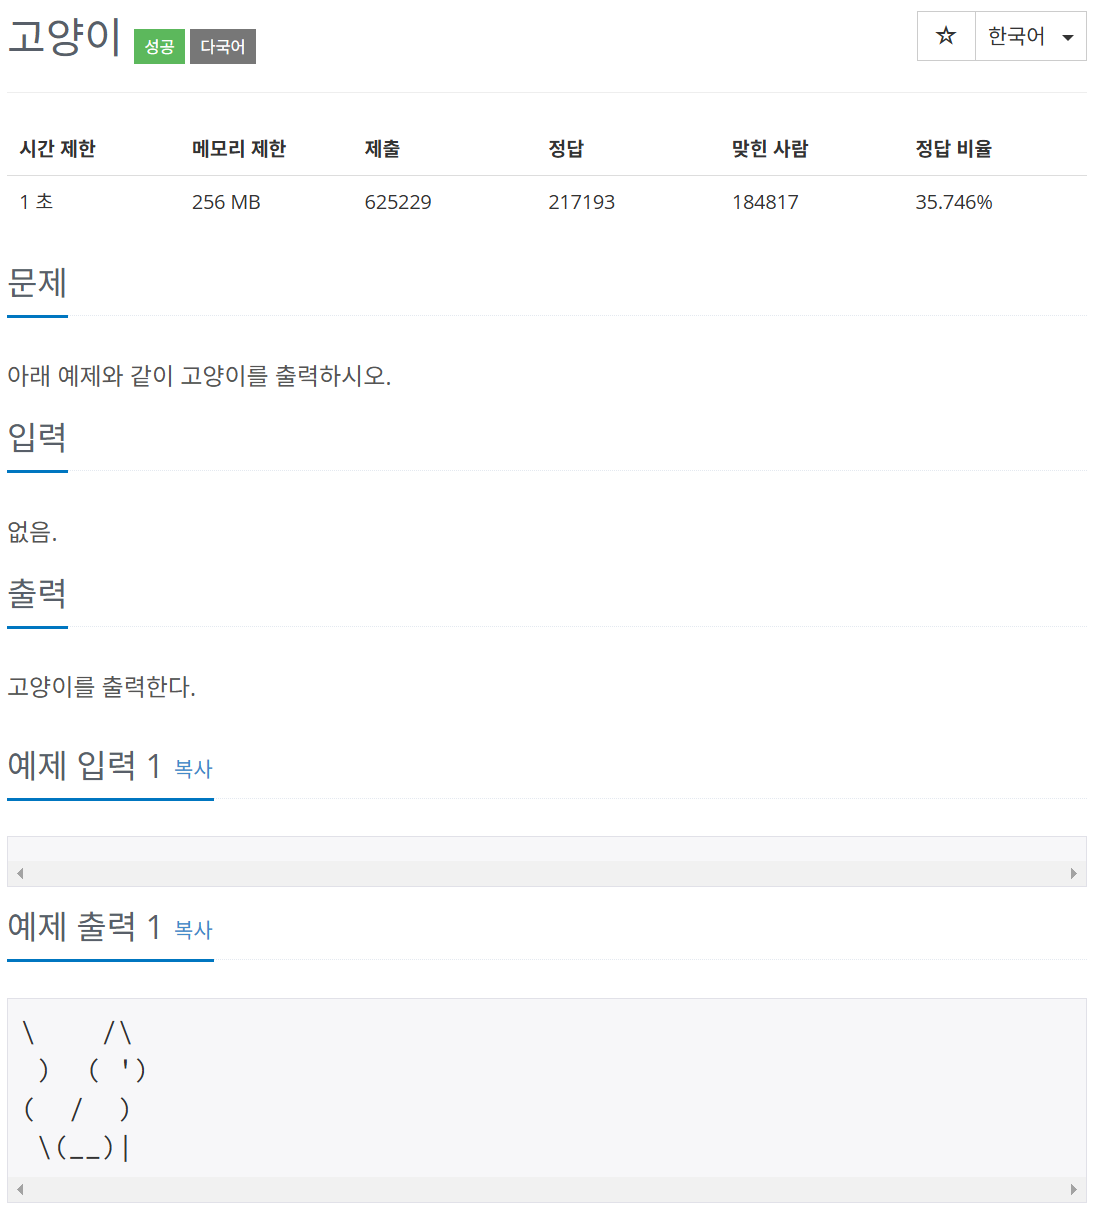 고양이 성공 다국어 ☆ 한국어
시간 제한 메모리 제한 제출 정답 맞힌 사람 정답 비율
1 초 256 MB 625229 217193 184817 35.746%
문제
아래 예제와 같이 고양이를 출력하시오.
입력
없음.
출력
고양이를 출력한다.
예제 입력 1 복사
예제 출력 1 복사
\    /\
 )  ( ')
(  /  )
 \(__)|